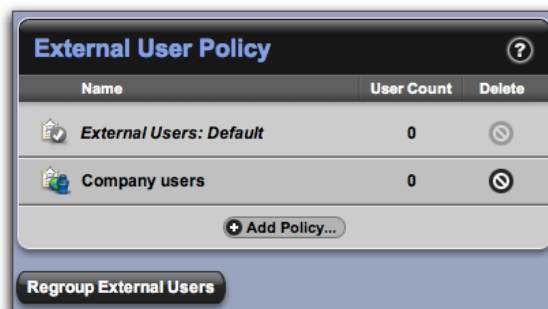 External User Policy ?
Name User Count Delete
External Users: Default 0
Company users 0
Add Policy...
Regroup External Users